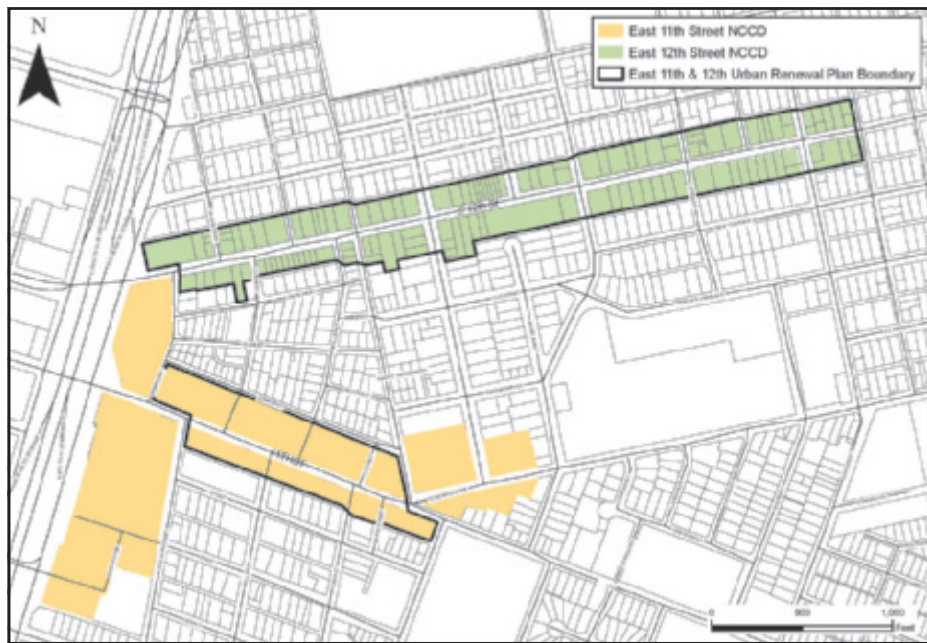 N
East 11th Street NCCD
East 12th Street NCCD
East 11th & 12th Urban Renewal Plan Boundary
0
1,000
Feet